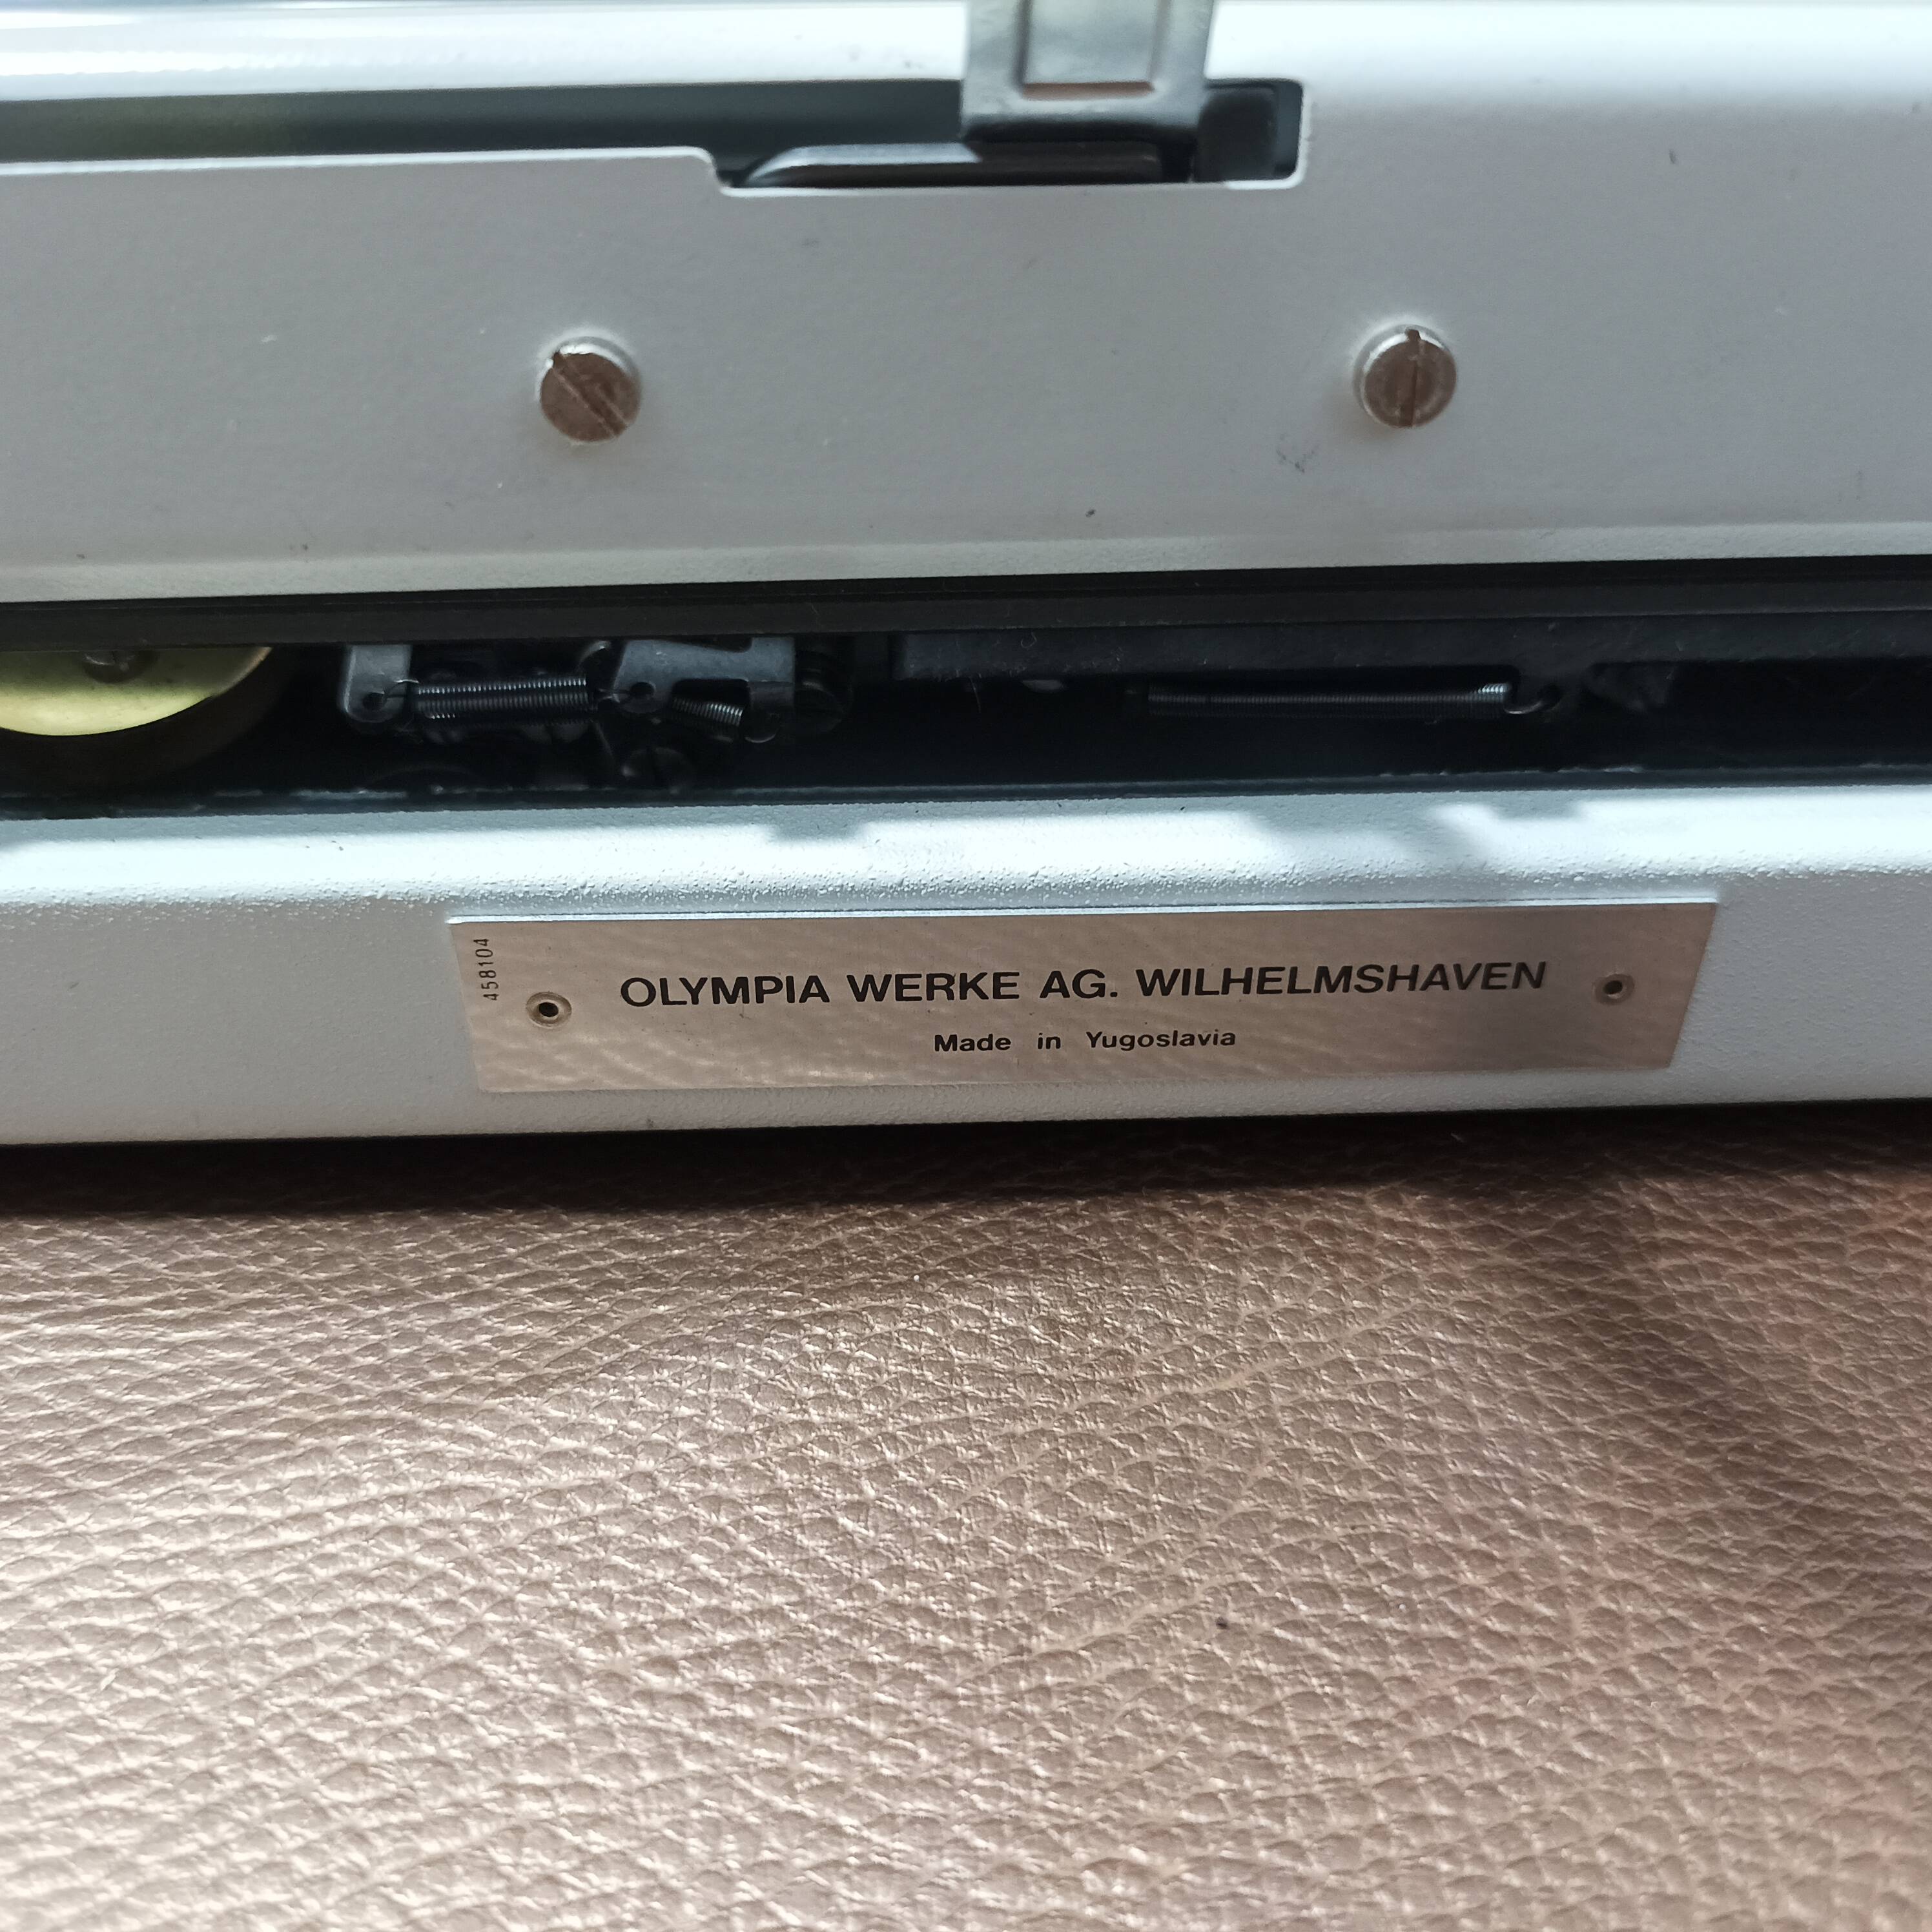 458104
OLYMPIA WERKE AG. WILHELMSHAVEN
Made in Yugoslavia